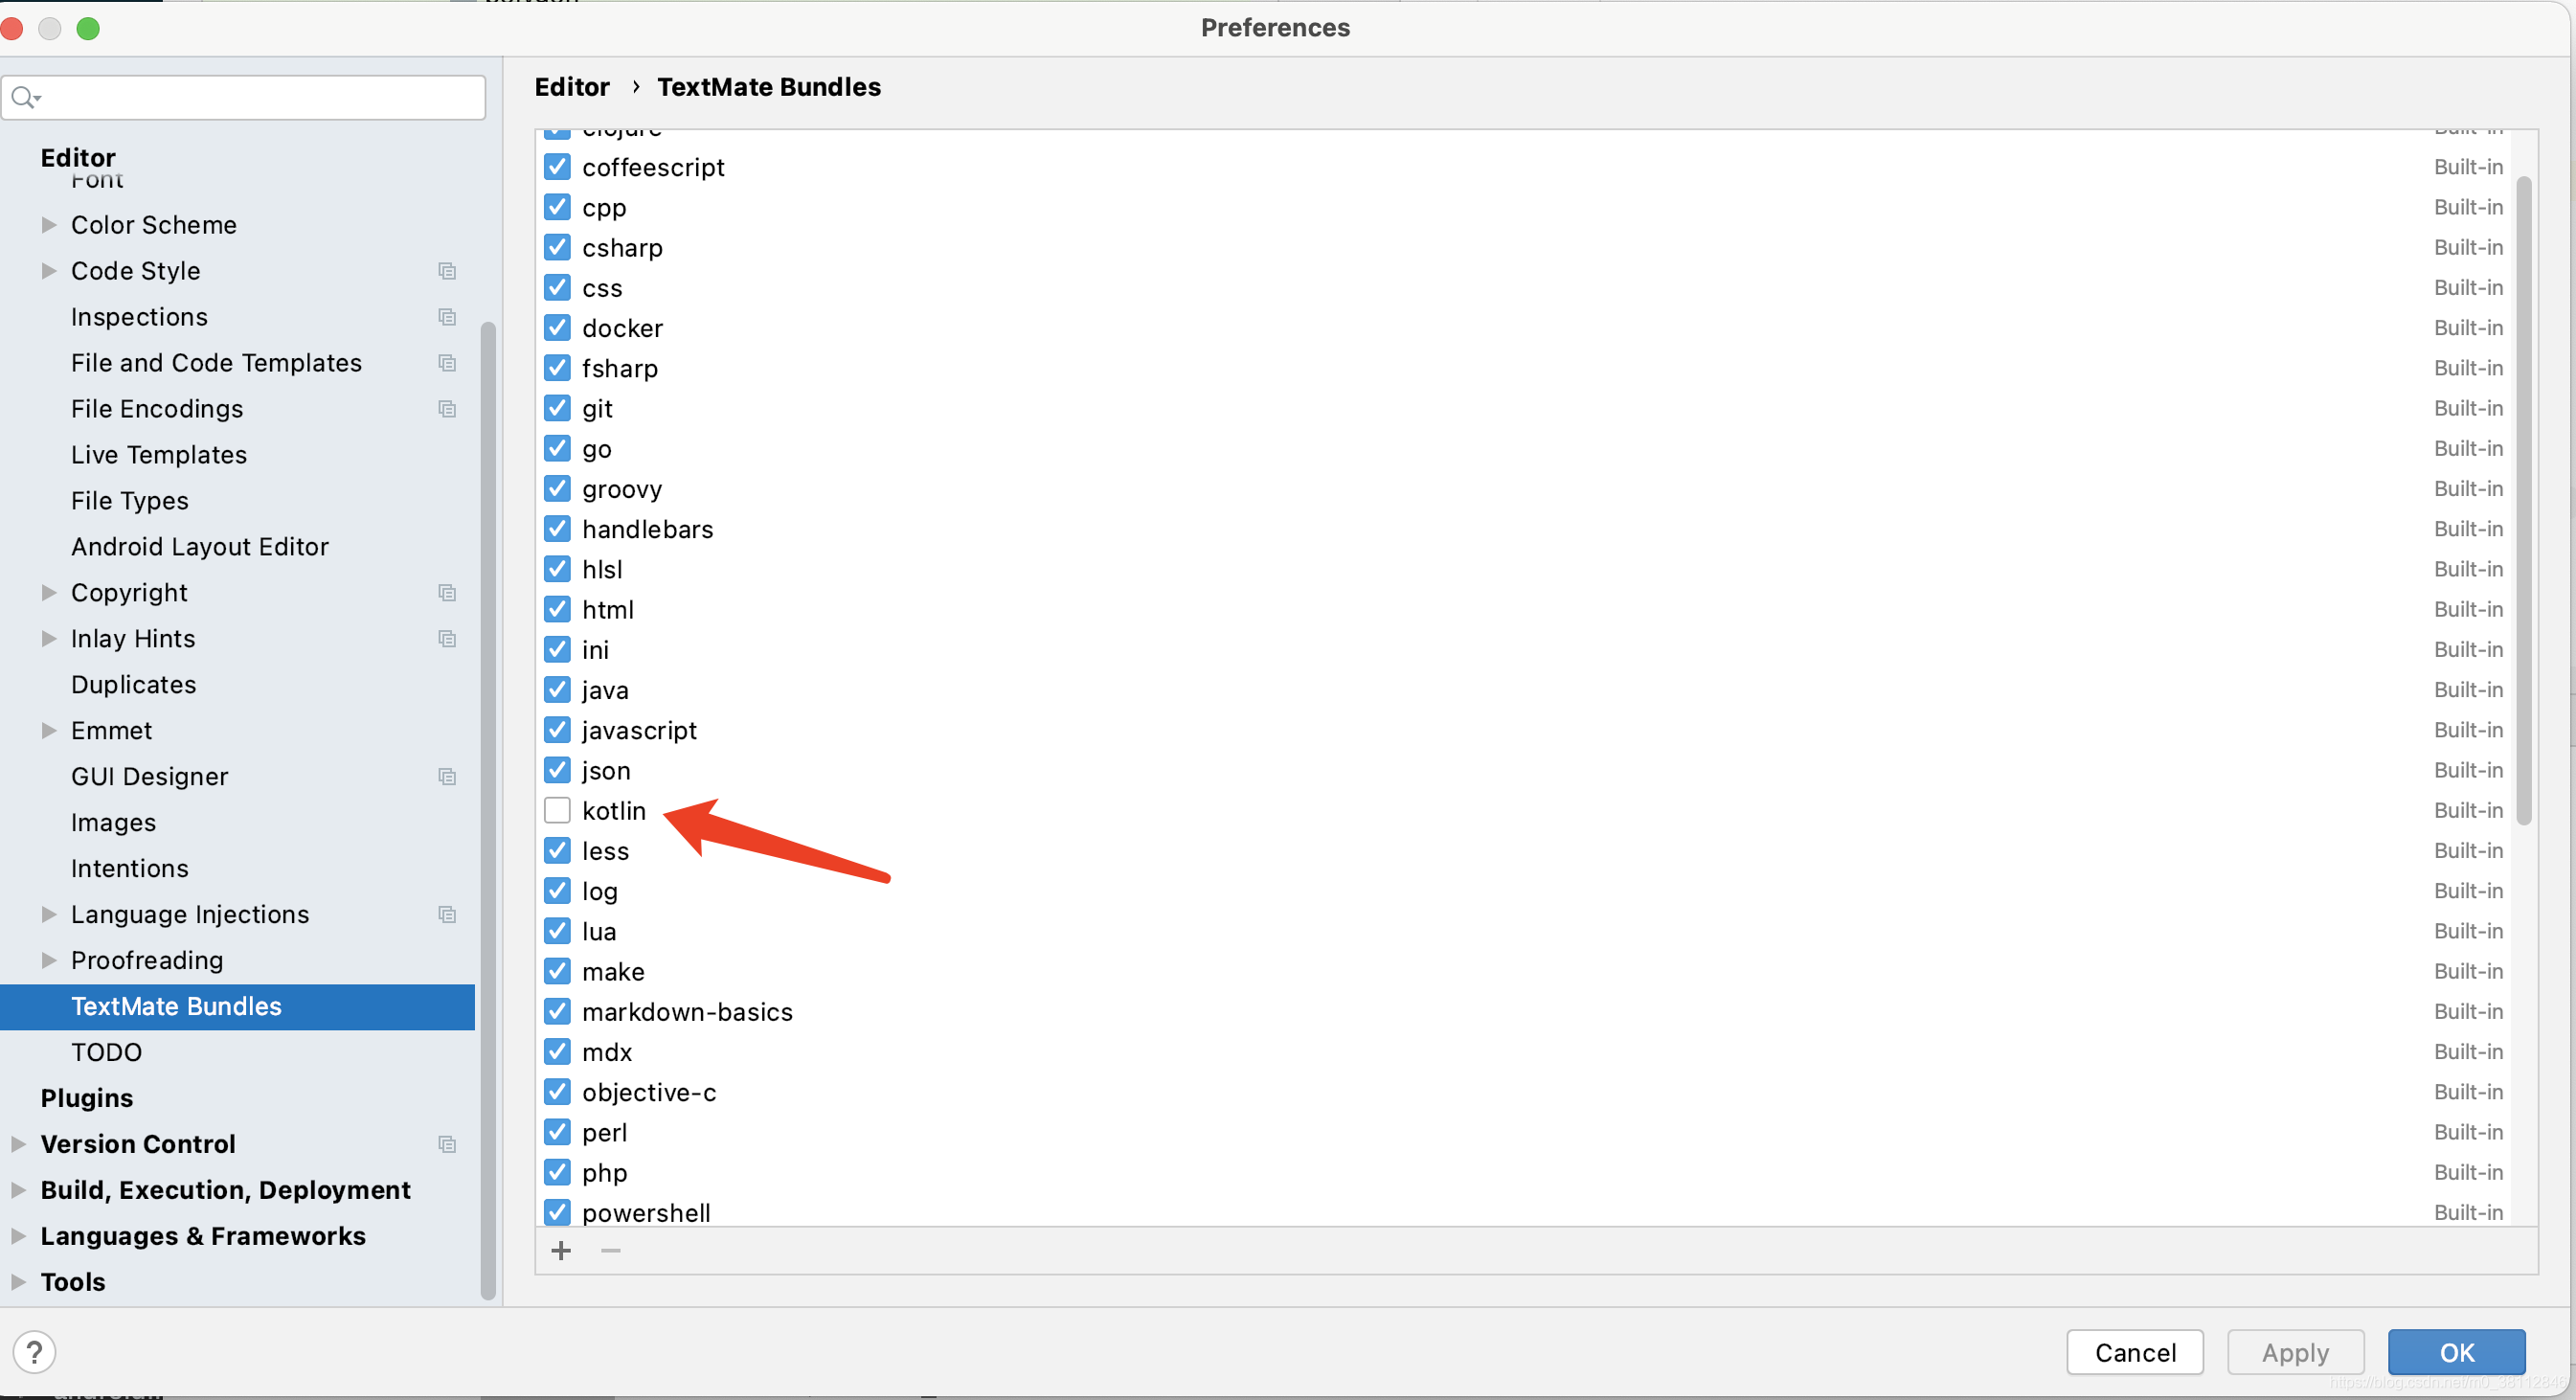 Preferences
Editor
Font
Color Scheme
Code Style
Inspections
File and Code Templates
File Encodings
Live Templates
File Types
Android Layout Editor
Copyright
Inlay Hints
Duplicates
Emmet
GUI Designer
Images
Intentions
Language Injections
Proofreading
TextMate Bundles
TODO
Plugins
Version Control
Build, Execution, Deployment
Languages & Frameworks
Tools
Editor › TextMate Bundles
clojure Built-in
coffeescript Built-in
cpp Built-in
csharp Built-in
css Built-in
docker Built-in
fsharp Built-in
git Built-in
go Built-in
groovy Built-in
handlebars Built-in
hlsl Built-in
html Built-in
ini Built-in
java Built-in
javascript Built-in
json Built-in
kotlin Built-in
less Built-in
log Built-in
lua Built-in
make Built-in
markdown-basics Built-in
mdx Built-in
objective-c Built-in
perl Built-in
php Built-in
powershell Built-in
+ −
? Cancel Apply OK